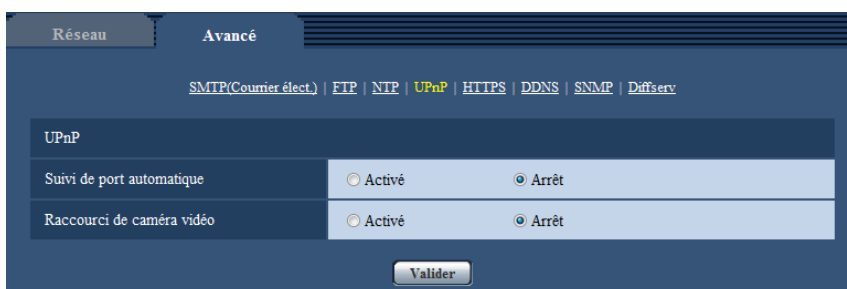 Réseau Avancé
SMTP(Courrier élect.) | FTP | NTP | UPnP | HTTPS | DDNS | SNMP | Diffserv
UPnP
Suivi de port automatique Activé Arrêt
Raccourci de caméra vidéo Activé Arrêt
Valider